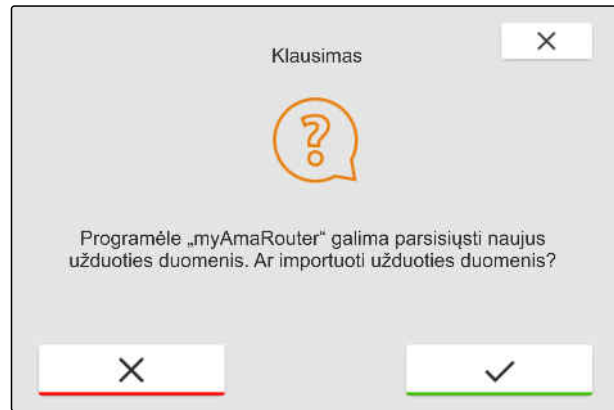 Klausimas
Programėle „myAmaRouter“ galima parsisiųsti naujus
užduoties duomenis. Ar importuoti užduoties duomenis?